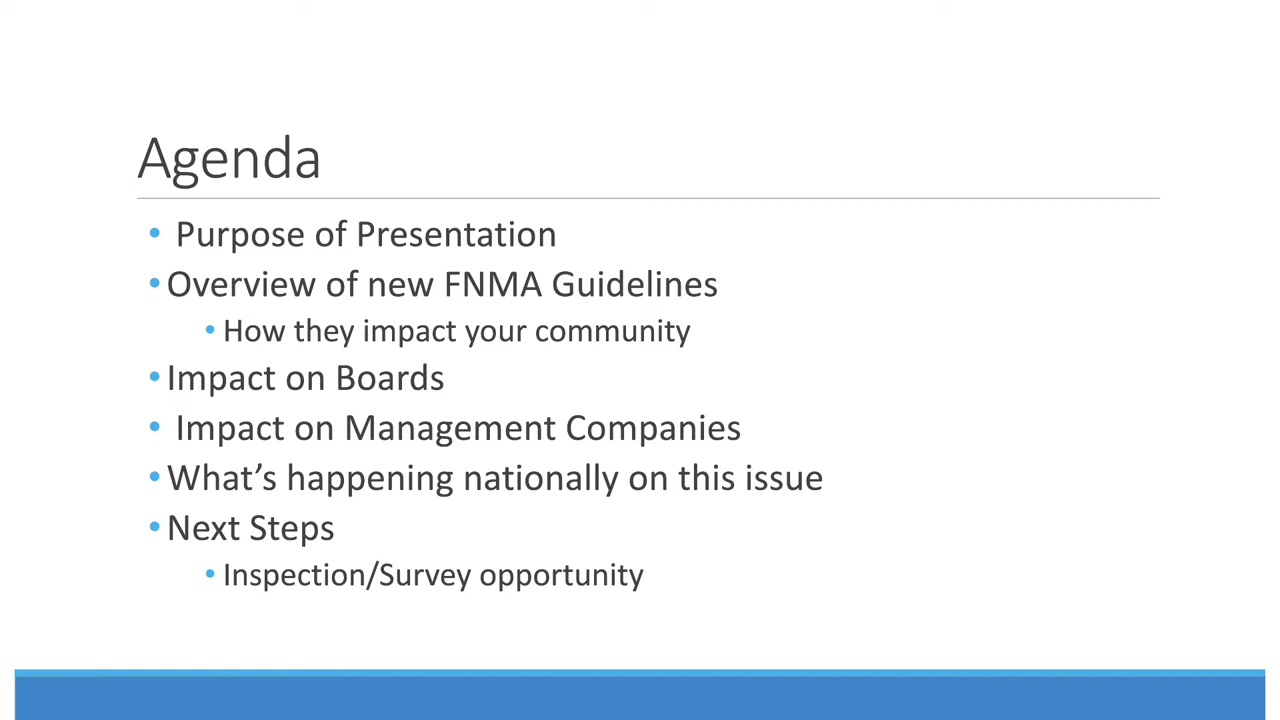 Agenda
• Purpose of Presentation
• Overview of new FNMA Guidelines
• How they impact your community
• Impact on Boards
• Impact on Management Companies
• What’s happening nationally on this issue
• Next Steps
• Inspection/Survey opportunity